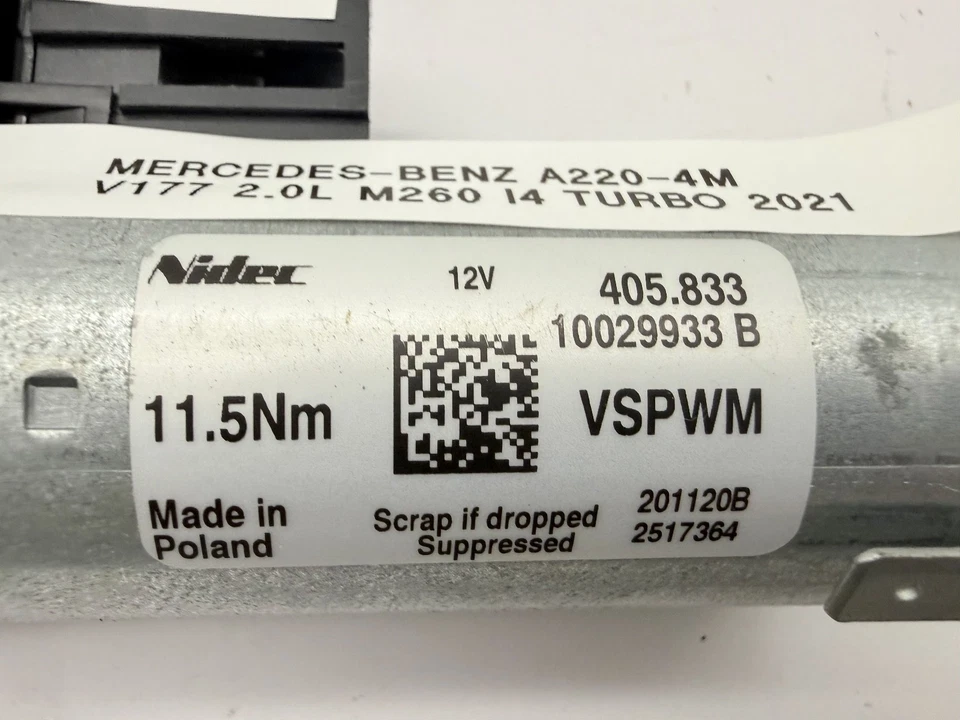 MERCEDES-BENZ A220-4M
V177 2.0L M260 I4 TURBO 2021
Nidec
12V
405.833
10029933 B
11.5Nm
VSPWM
Made in
Poland
Scrap if dropped
Suppressed
201120B
2517364